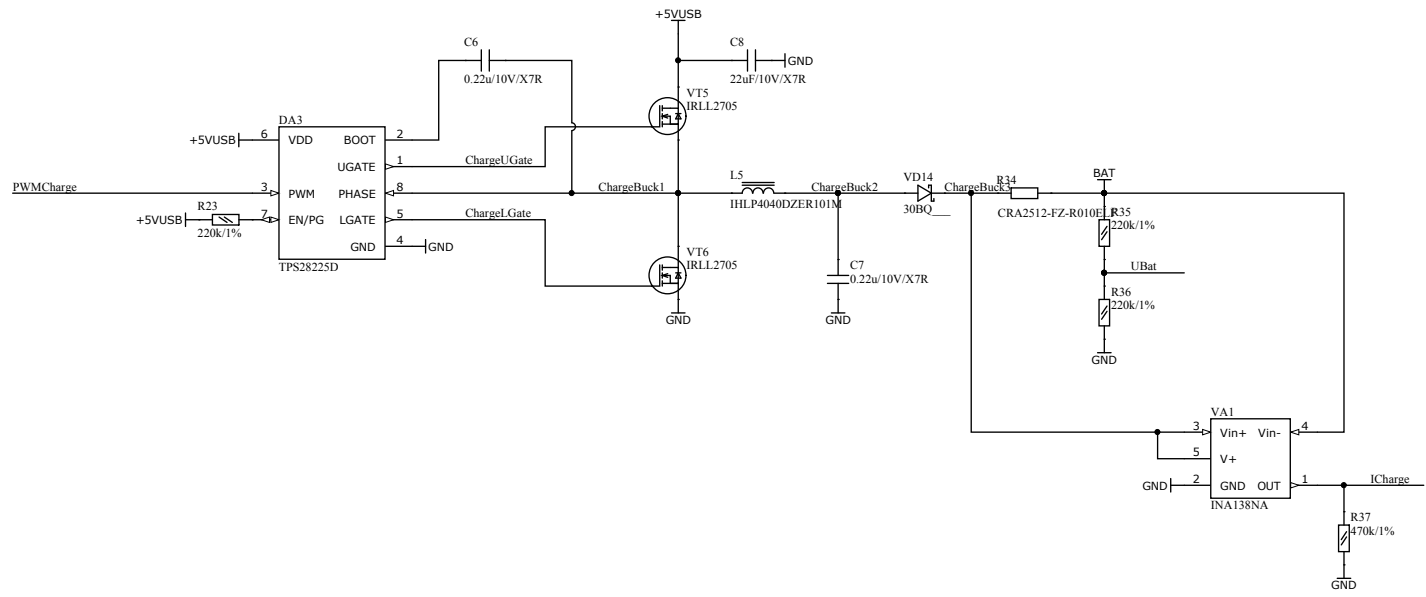 +5VUSB
C6
0.22u/10V/X7R
C8
22uF/10V/X7R
GND
VT5
IRLL2705
DA3
+5VUSB 6 VDD BOOT 2
UGATE 1 ChargeUGate
PWMCharge 3 PWM PHASE 8 ChargeBuck1
R23
+5VUSB 7 EN/PG LGATE 5 ChargeLGate
220k/1%
GND 4 GND
TPS28225D
L5
IHLP4040DZER101M
ChargeBuck2
VD14
30BQ___
ChargeBuck3
R34
CRA2512-FZ-R010ELF
BAT
R35
220k/1%
UBat
VT6
IRLL2705
GND
C7
0.22u/10V/X7R
GND
R36
220k/1%
GND
VA1
3 Vin+ Vin- 4
5 V+
GND 2 GND OUT 1 ICharge
INA138NA
R37
470k/1%
GND